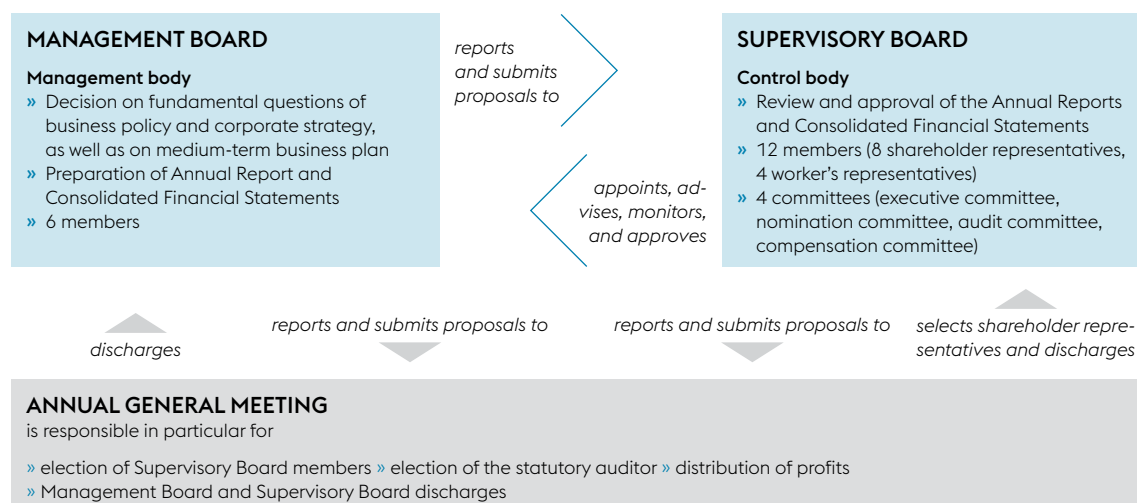 MANAGEMENT BOARD
Management body
» Decision on fundamental questions of
business policy and corporate strategy,
as well as on medium-term business plan
» Preparation of Annual Report and
Consolidated Financial Statements
» 6 members
reports
and submits
proposals to
appoints, ad-
vises, monitors,
and approves
SUPERVISORY BOARD
Control body
» Review and approval of the Annual Reports
and Consolidated Financial Statements
» 12 members (8 shareholder representatives,
4 worker's representatives)
» 4 committees (executive committee,
nomination committee, audit committee,
compensation committee)
discharges
reports and submits proposals to
reports and submits proposals to
selects shareholder repre-
sentatives and discharges
ANNUAL GENERAL MEETING
is responsible in particular for
» election of Supervisory Board members » election of the statutory auditor » distribution of profits
» Management Board and Supervisory Board discharges